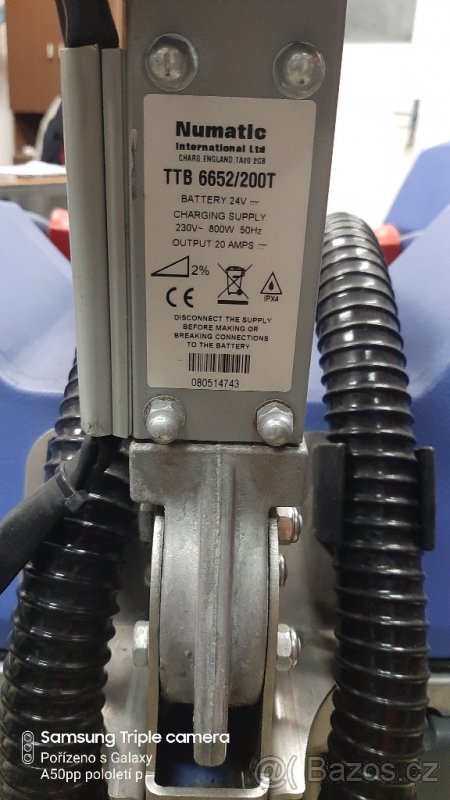 Numatic
International Ltd
CHARD, ENGLAND, TA20 2GB
TTB 6652/200T
BATTERY 24V ⎓
CHARGING SUPPLY
230V~ 800W 50Hz
OUTPUT 20 AMPS ⎓
2%
CE
IPX4
DISCONNECT THE SUPPLY
BEFORE MAKING OR
BREAKING CONNECTIONS
TO THE BATTERY
080514743
Samsung Triple camera
Pořízeno s Galaxy
A50pp pololetí p
Bazos.cz